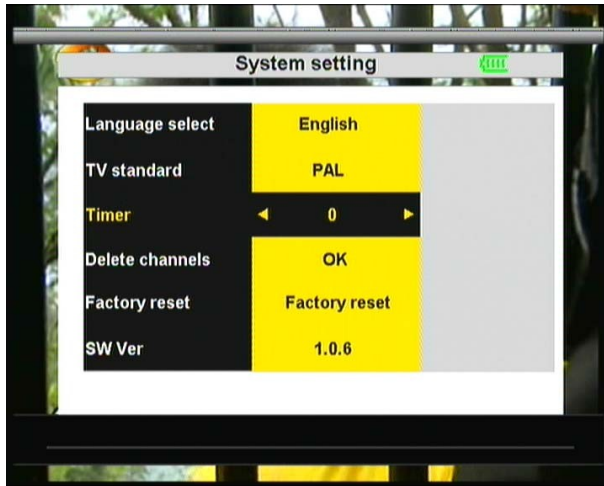 System setting
Language select English
TV standard PAL
Timer 0
Delete channels OK
Factory reset Factory reset
SW Ver 1.0.6